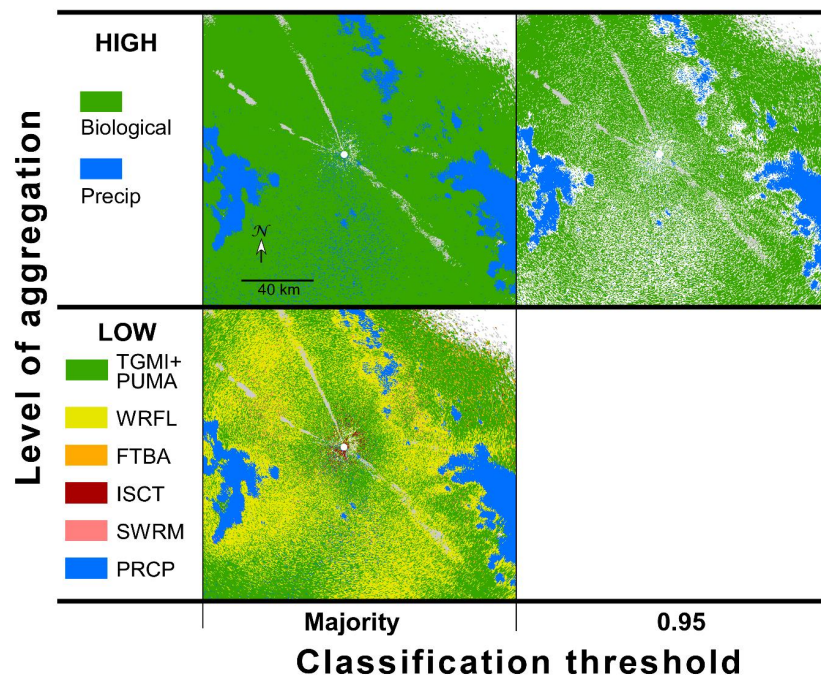 Level of aggregation
HIGH
Biological
Precip
N
40 km
LOW
TGMI+
PUMA
WRFL
FTBA
ISCT
SWRM
PRCP
Majority
0.95
Classification threshold